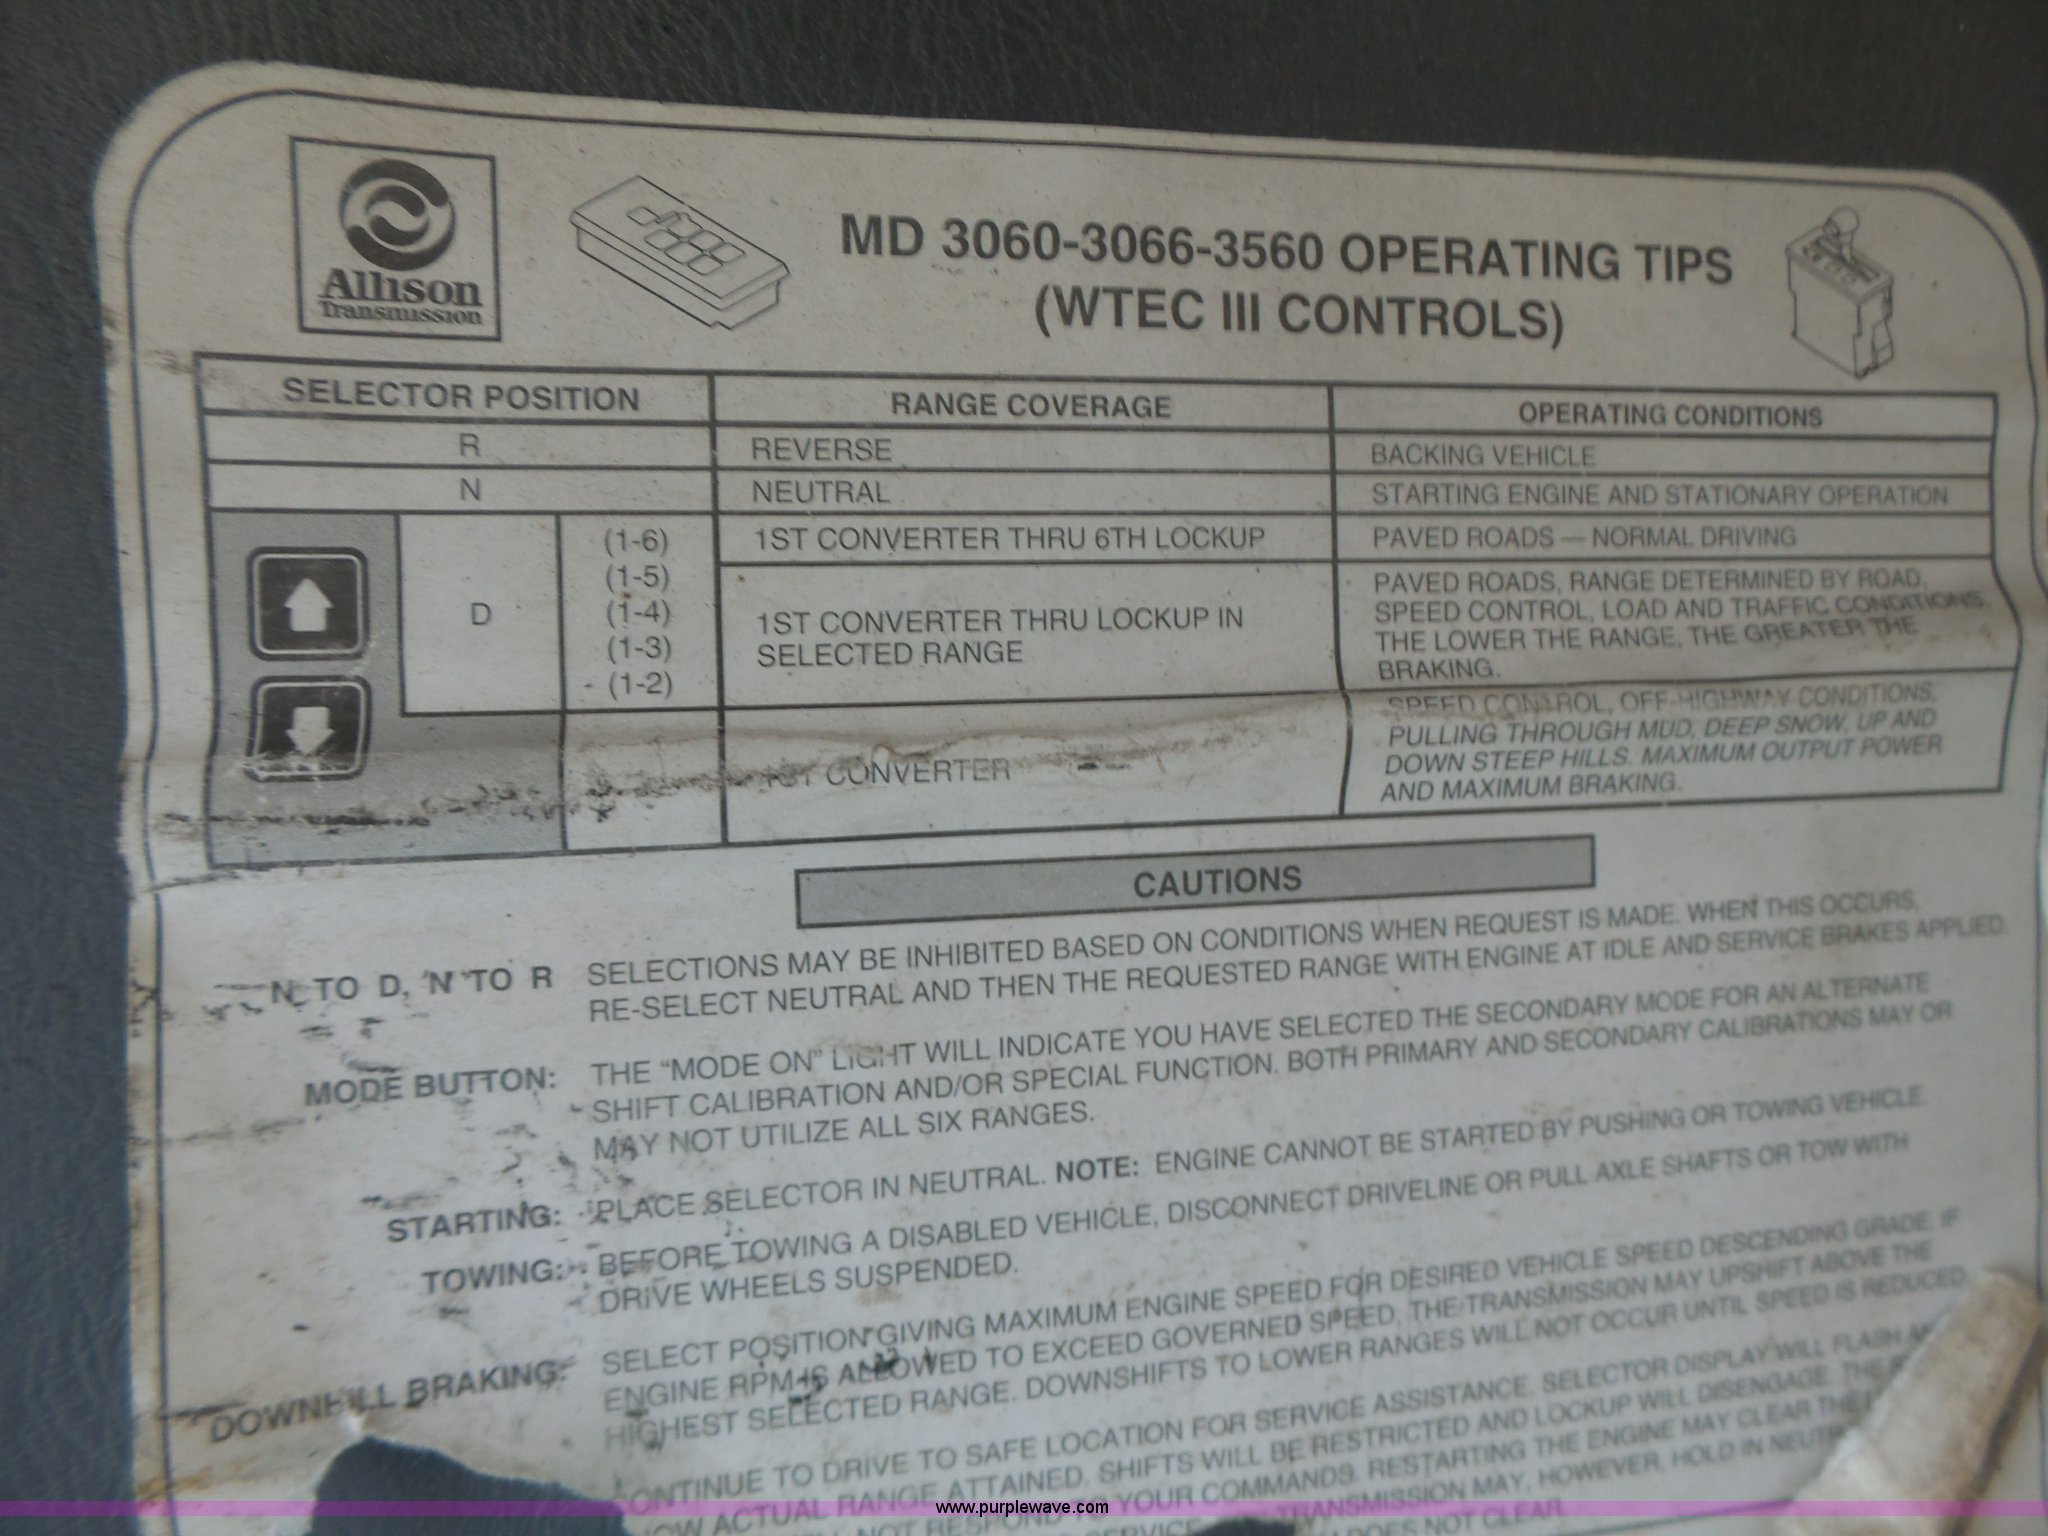 Allison
Transmission
MD 3060-3066-3560 OPERATING TIPS
(WTEC III CONTROLS)
SELECTOR POSITION RANGE COVERAGE OPERATING CONDITIONS
R REVERSE BACKING VEHICLE
N NEUTRAL STARTING ENGINE AND STATIONARY OPERATION
D
(1-6) 1ST CONVERTER THRU 6TH LOCKUP PAVED ROADS — NORMAL DRIVING
(1-5)
(1-4)
(1-3)
(1-2)
1ST CONVERTER THRU LOCKUP IN
SELECTED RANGE
PAVED ROADS, RANGE DETERMINED BY ROAD,
SPEED CONTROL, LOAD AND TRAFFIC CONDITIONS.
THE LOWER THE RANGE, THE GREATER THE
BRAKING.
1ST CONVERTER
SPEED CONTROL, OFF-HIGHWAY CONDITIONS,
PULLING THROUGH MUD, DEEP SNOW, UP AND
DOWN STEEP HILLS. MAXIMUM OUTPUT POWER
AND MAXIMUM BRAKING.
CAUTIONS
N TO D, N TO R SELECTIONS MAY BE INHIBITED BASED ON CONDITIONS WHEN REQUEST IS MADE. WHEN THIS OCCURS,
RE-SELECT NEUTRAL AND THEN THE REQUESTED RANGE WITH ENGINE AT IDLE AND SERVICE BRAKES APPLIED.
MODE BUTTON: THE “MODE ON” LIGHT WILL INDICATE YOU HAVE SELECTED THE SECONDARY MODE FOR AN ALTERNATE
SHIFT CALIBRATION AND/OR SPECIAL FUNCTION. BOTH PRIMARY AND SECONDARY CALIBRATIONS MAY OR
MAY NOT UTILIZE ALL SIX RANGES.
STARTING: PLACE SELECTOR IN NEUTRAL. NOTE: ENGINE CANNOT BE STARTED BY PUSHING OR TOWING VEHICLE.
TOWING: BEFORE TOWING A DISABLED VEHICLE, DISCONNECT DRIVELINE OR PULL AXLE SHAFTS OR TOW WITH
DRIVE WHEELS SUSPENDED.
DOWNHILL BRAKING: SELECT POSITION GIVING MAXIMUM ENGINE SPEED FOR DESIRED VEHICLE SPEED DESCENDING GRADE. IF
ENGINE RPM IS ALLOWED TO EXCEED GOVERNED SPEED, THE TRANSMISSION MAY UPSHIFT ABOVE THE
HIGHEST SELECTED RANGE. DOWNSHIFTS TO LOWER RANGES WILL NOT OCCUR UNTIL SPEED IS REDUCED.
CONTINUE TO DRIVE TO SAFE LOCATION FOR SERVICE ASSISTANCE. SELECTOR DISPLAY WILL FLASH
ACTUAL RANGE ATTAINED. SHIFTS WILL BE RESTRICTED AND LOCKUP WILL DISENGAGE. THE
NOT RESPOND YOUR COMMANDS. RESTARTING THE ENGINE MAY CLEAR THE
SERVICE TRANSMISSION MAY, HOWEVER, HOLD IN
DOES NOT CLEAR.
www.purplewave.com